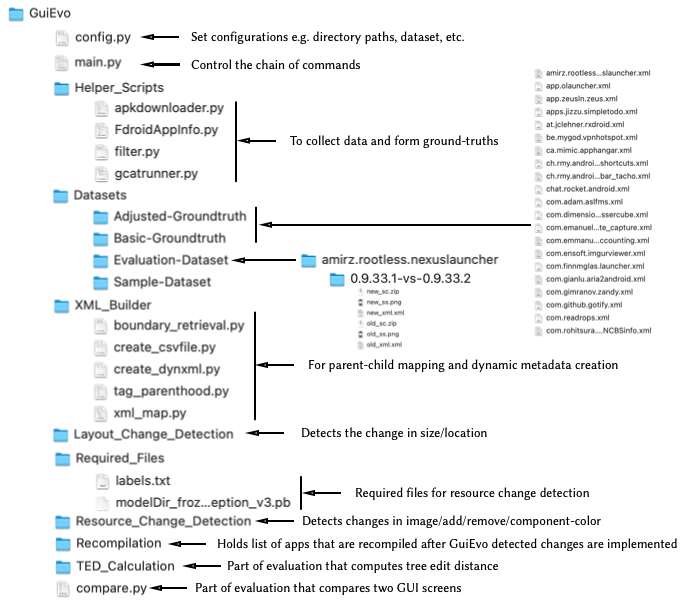 GuiEvo
config.py
Set configurations e.g. directory paths, dataset, etc.
main.py
Control the chain of commands
Helper_Scripts
apkdownloader.py
FdroidAppInfo.py
filter.py
gcatrunner.py
To collect data and form ground-truths
Datasets
Adjusted-Groundtruth
Basic-Groundtruth
Evaluation-Dataset
Sample-Dataset
amirz.rootless.nexuslauncher
0.9.33.1-vs-0.9.33.2
new_sc.zip
new_ss.png
new_xml.xml
old_sc.zip
old_ss.png
old_xml.xml
amirz.rootless...slauncher.xml
app.olauncher.xml
app.zeusln.zeus.xml
apps.jizzu.simpletodo.xml
at.jclehner.rxdroid.xml
be.mygod.vpnhotspot.xml
ca.mimic.apphangar.xml
ch.rmy.androi...shortcuts.xml
ch.rmy.androi...bar_tacho.xml
chat.rocket.android.xml
com.adam.aslfms.xml
com.dimensio...ssercube.xml
com.emanuel...te_capture.xml
com.emmanu...ccounting.xml
com.ensoft.imgurviewer.xml
com.finnmglas.launcher.xml
com.gianlu.aria2android.xml
com.gimranov.zandy.xml
com.github.gotify.xml
com.readrops.xml
com.rohitsura....NCBSinfo.xml
XML_Builder
boundary_retrieval.py
create_csvfile.py
create_dynxml.py
tag_parenthood.py
xml_map.py
For parent-child mapping and dynamic metadata creation
Layout_Change_Detection
Detects the change in size/location
Required_Files
labels.txt
modelDir_froz...eption_v3.pb
Required files for resource change detection
Resource_Change_Detection
Detects changes in image/add/remove/component-color
Recompilation
Holds list of apps that are recompiled after GuiEvo detected changes are implemented
TED_Calculation
Part of evaluation that computes tree edit distance
compare.py
Part of evaluation that compares two GUI screens